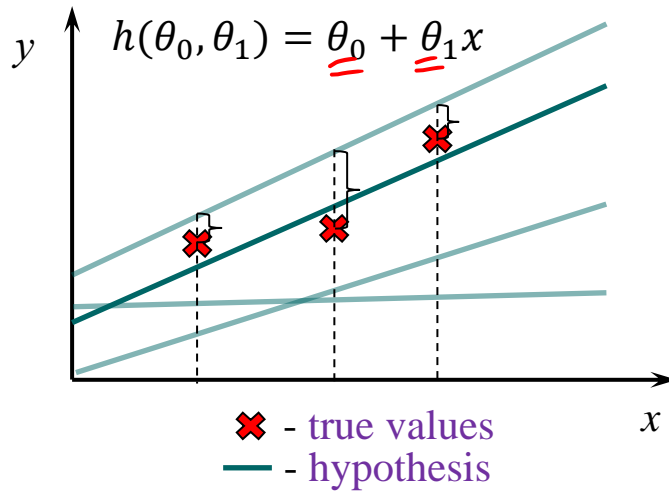 y
h(θ₀, θ₁) = θ₀ + θ₁x
x
- true values
- hypothesis